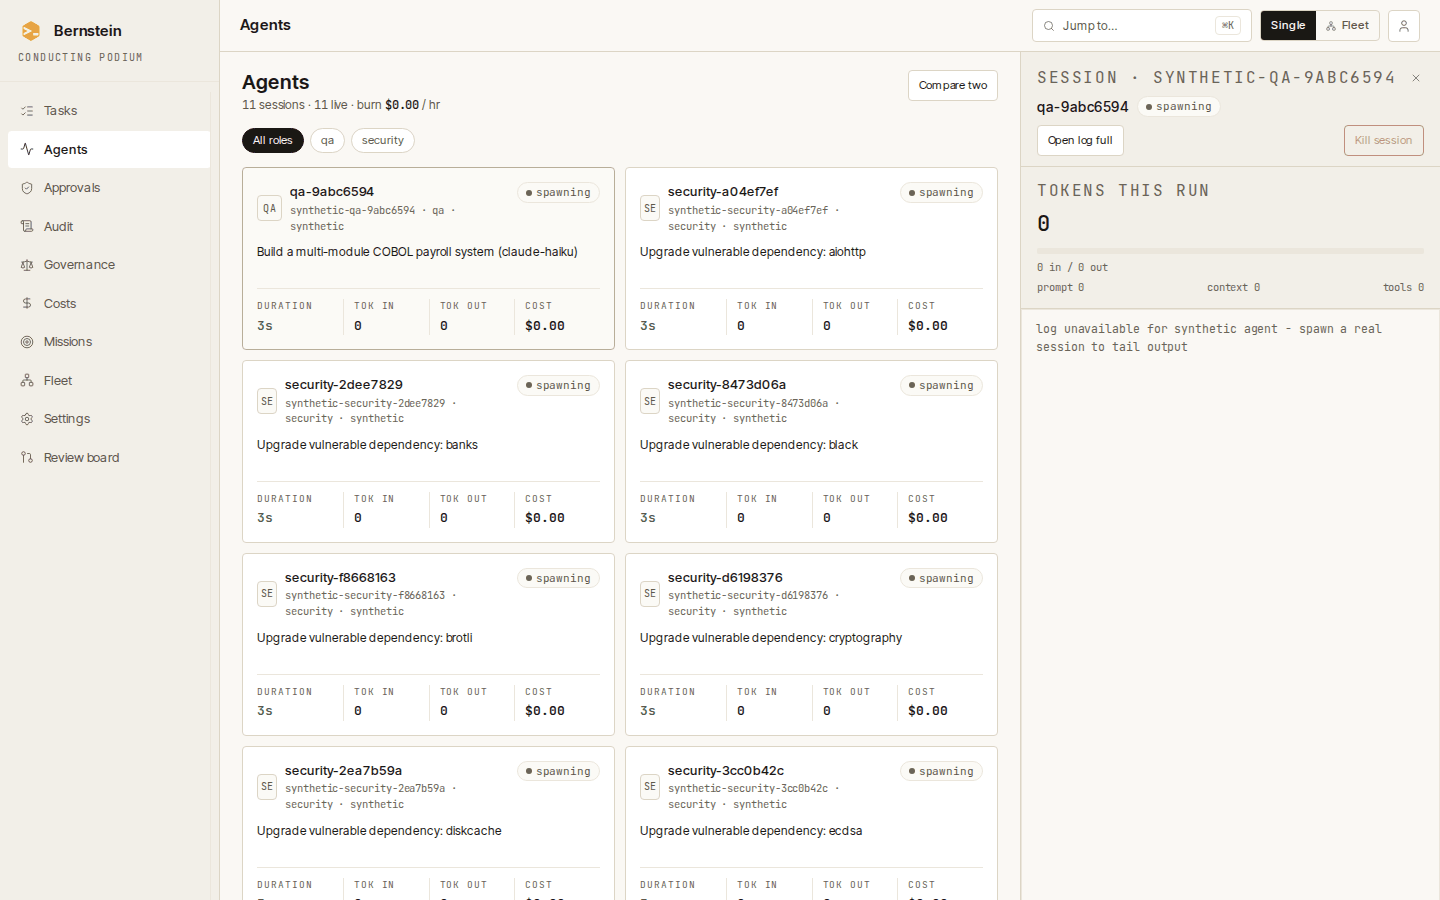 Bernstein
CONDUCTING PODIUM
Tasks
Agents
Approvals
Audit
Governance
Costs
Missions
Fleet
Settings
Review board
Agents
Jump to...
⌘K
Single
Fleet
Agents
11 sessions · 11 live · burn $0.00 / hr
Compare two
All roles
qa
security
QA
qa-9abc6594
spawning
synthetic-qa-9abc6594 · qa ·
synthetic
Build a multi-module COBOL payroll system (claude-haiku)
DURATION
TOK IN
TOK OUT
COST
3s
0
0
$0.00
SE
security-a04ef7ef
spawning
synthetic-security-a04ef7ef ·
security · synthetic
Upgrade vulnerable dependency: aiohttp
DURATION
TOK IN
TOK OUT
COST
3s
0
0
$0.00
SE
security-2dee7829
spawning
synthetic-security-2dee7829 ·
security · synthetic
Upgrade vulnerable dependency: banks
DURATION
TOK IN
TOK OUT
COST
3s
0
0
$0.00
SE
security-8473d06a
spawning
synthetic-security-8473d06a ·
security · synthetic
Upgrade vulnerable dependency: black
DURATION
TOK IN
TOK OUT
COST
3s
0
0
$0.00
SE
security-f8668163
spawning
synthetic-security-f8668163 ·
security · synthetic
Upgrade vulnerable dependency: brotli
DURATION
TOK IN
TOK OUT
COST
3s
0
0
$0.00
SE
security-d6198376
spawning
synthetic-security-d6198376 ·
security · synthetic
Upgrade vulnerable dependency: cryptography
DURATION
TOK IN
TOK OUT
COST
3s
0
0
$0.00
SE
security-2ea7b59a
spawning
synthetic-security-2ea7b59a ·
security · synthetic
Upgrade vulnerable dependency: diskcache
DURATION
TOK IN
TOK OUT
COST
SE
security-3cc0b42c
spawning
synthetic-security-3cc0b42c ·
security · synthetic
Upgrade vulnerable dependency: ecdsa
DURATION
TOK IN
TOK OUT
COST
SESSION · SYNTHETIC-QA-9ABC6594
qa-9abc6594
spawning
Open log full
Kill session
TOKENS THIS RUN
0
0 in / 0 out
prompt 0
context 0
tools 0
log unavailable for synthetic agent - spawn a real
session to tail output